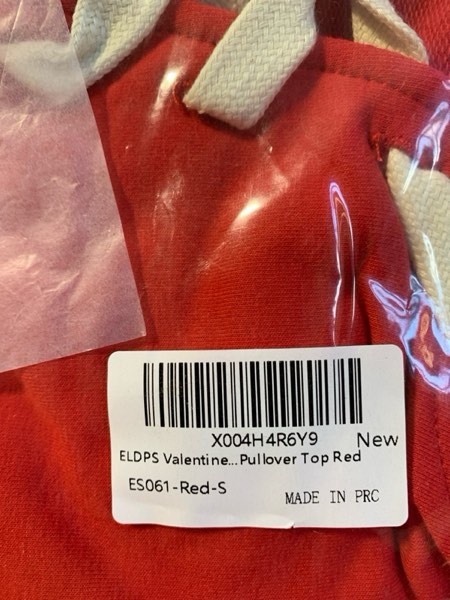 X004H4R6Y9
New
ELDPS Valentine...Pullover Top Red
ES061-Red-S
MADE IN PRC